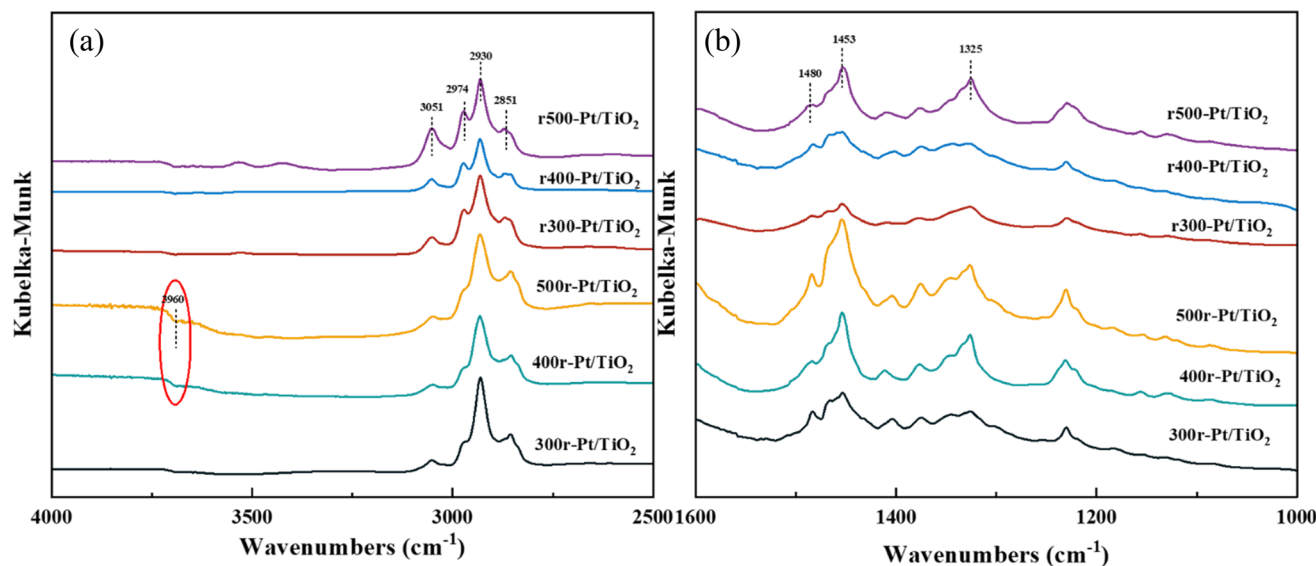 (a)
2930
2974
3051
2851
r500-Pt/TiO₂
r400-Pt/TiO₂
r300-Pt/TiO₂
3960
500r-Pt/TiO₂
400r-Pt/TiO₂
300r-Pt/TiO₂
Kubelka-Munk
4000 3500 3000 2500
Wavenumbers (cm⁻¹)
(b)
1453
1480
1325
r500-Pt/TiO₂
r400-Pt/TiO₂
r300-Pt/TiO₂
500r-Pt/TiO₂
400r-Pt/TiO₂
300r-Pt/TiO₂
Kubelka-Munk
1600 1400 1200 1000
Wavenumbers (cm⁻¹)